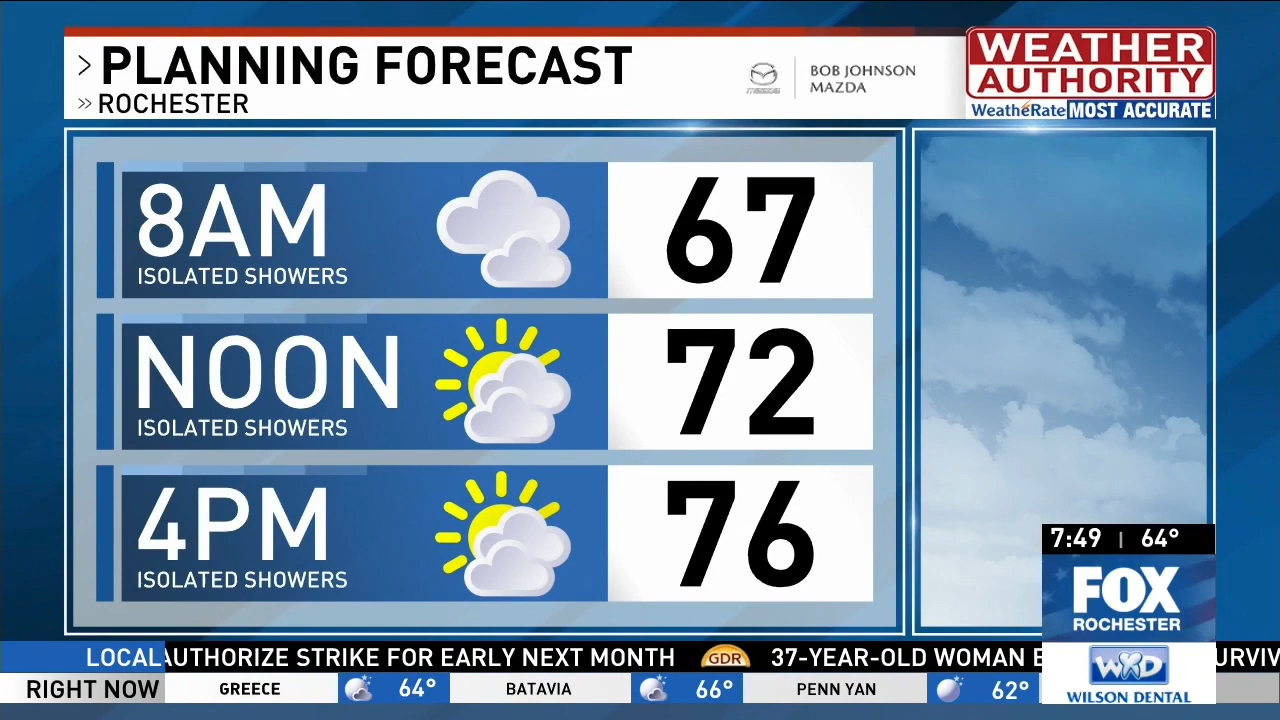 > PLANNING FORECAST
» ROCHESTER
mazda
BOB JOHNSON
MAZDA
WEATHER
AUTHORITY
WeatheRate MOST ACCURATE
8AM
ISOLATED SHOWERS
67
NOON
ISOLATED SHOWERS
72
4PM
ISOLATED SHOWERS
76
7:49 | 64°
FOX
ROCHESTER
LOCAL AUTHORIZE STRIKE FOR EARLY NEXT MONTH GDR 37-YEAR-OLD WOMAN
RIGHT NOW GREECE 64° BATAVIA 66° PENN YAN 62°
WD
WILSON DENTAL